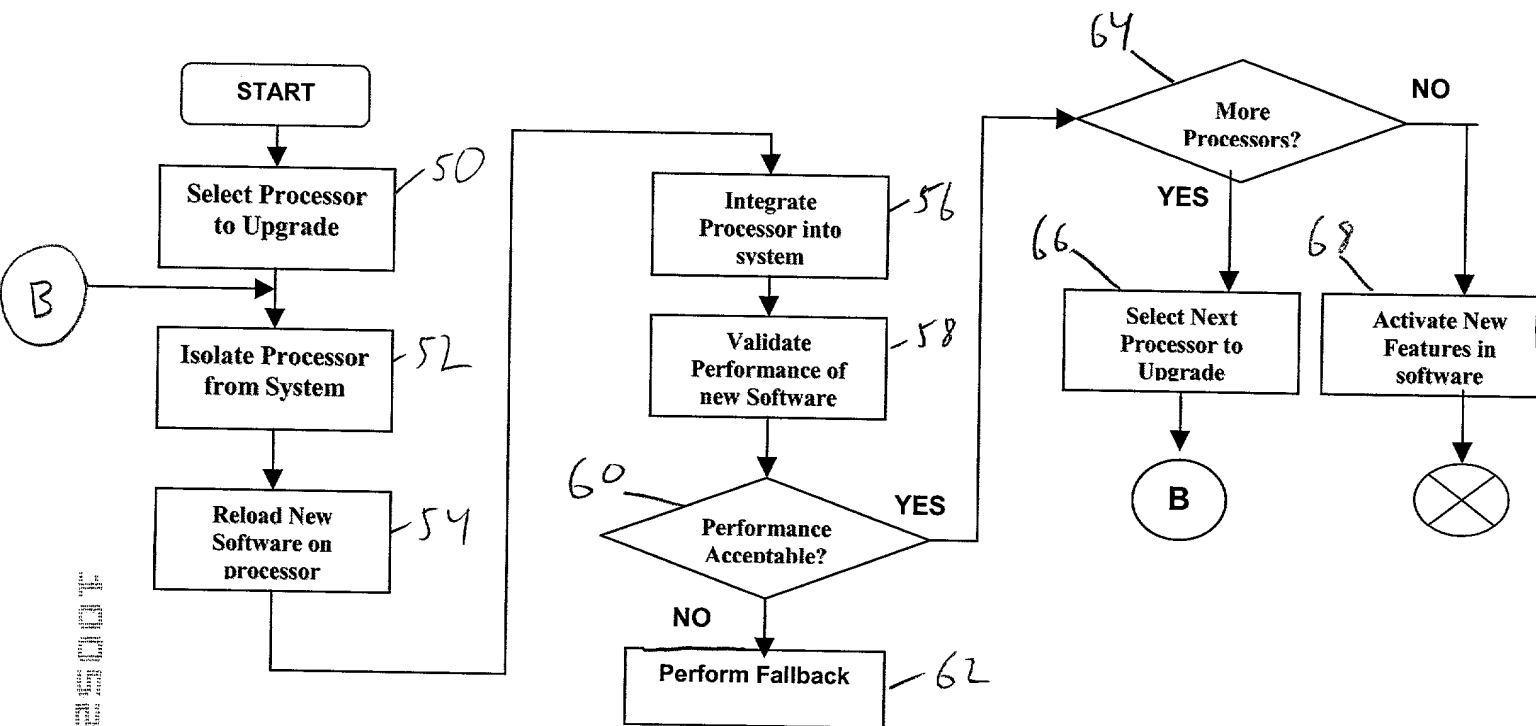 START
Select Processor
to Upgrade
50
B
Isolate Processor
from System
52
Reload New
Software on
processor
54
Integrate
Processor into
system
56
Validate
Performance of
new Software
58
60
Performance
Acceptable?
YES
NO
Perform Fallback
62
64
More
Processors?
NO
YES
66
Select Next
Processor to
Upgrade
B
68
Activate New
Features in
software